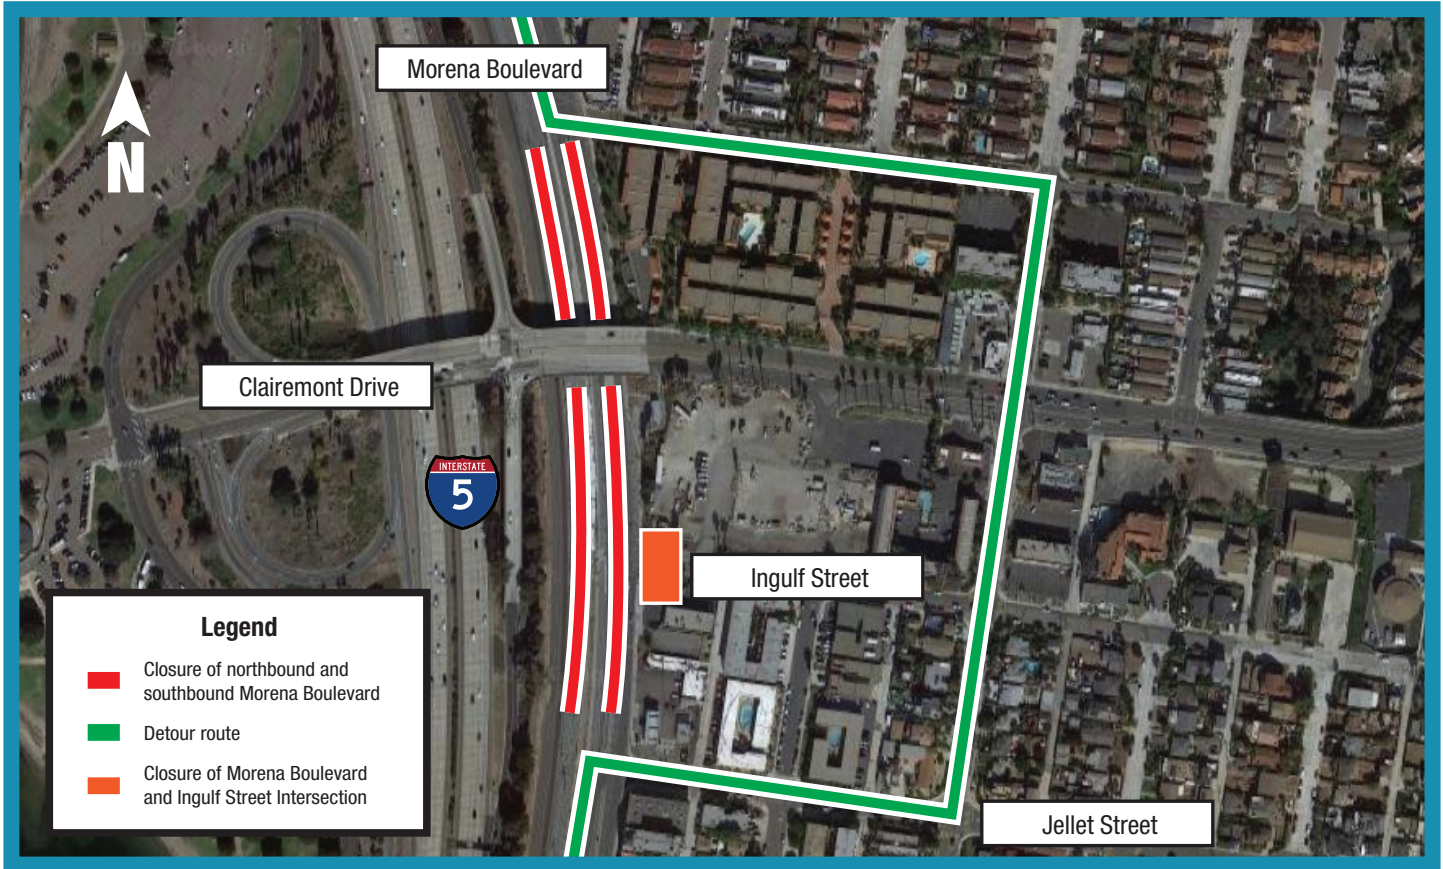 Morena Boulevard
N
Clairemont Drive
INTERSTATE
5
Ingulf Street
Legend
Closure of northbound and
southbound Morena Boulevard
Detour route
Closure of Morena Boulevard
and Ingulf Street Intersection
Jellet Street